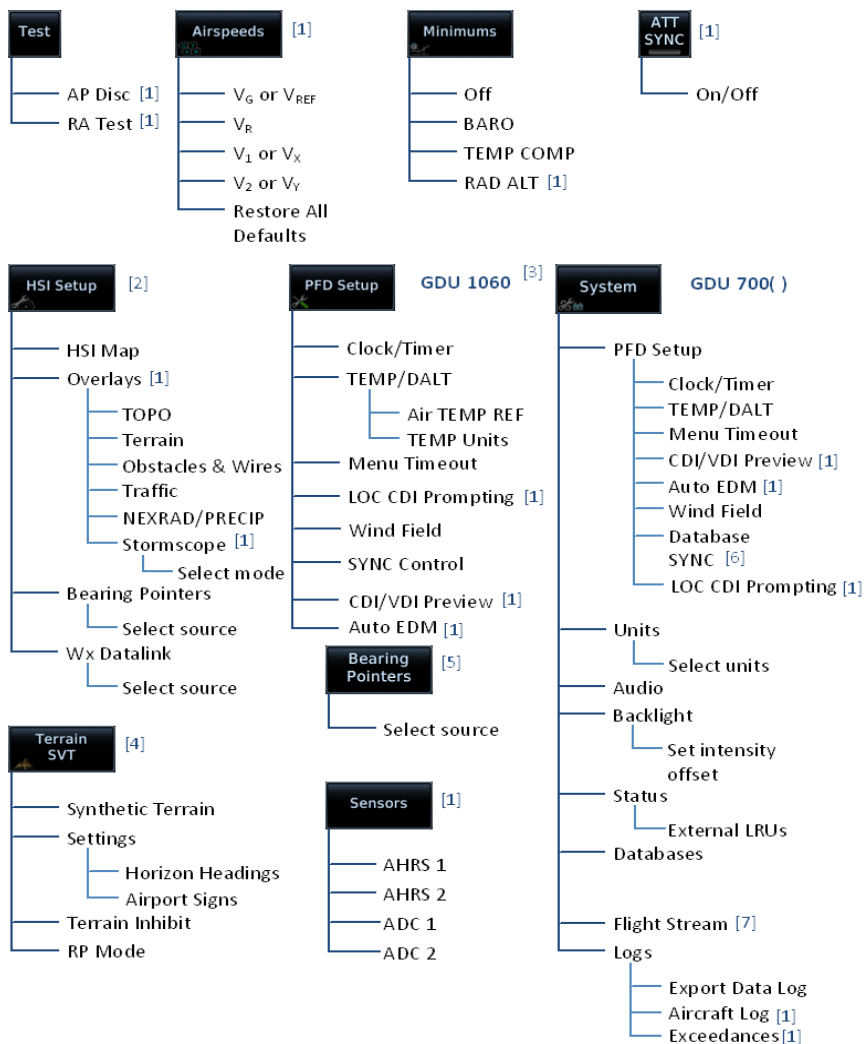 Test
AP Disc [1]
RA Test [1]
Airspeeds [1]
VG or VREF
VR
V1 or VX
V2 or VY
Restore All
Defaults
Minimums
Off
BARO
TEMP COMP
RAD ALT [1]
ATT
SYNC [1]
On/Off
HSI Setup [2]
HSI Map
Overlays [1]
TOPO
Terrain
Obstacles & Wires
Traffic
NEXRAD/PRECIP
Stormscope [1]
Select mode
Bearing Pointers
Select source
Wx Datalink
Select source
PFD Setup GDU 1060 [3]
Clock/Timer
TEMP/DALT
Air TEMP REF
TEMP Units
Menu Timeout
LOC CDI Prompting [1]
Wind Field
SYNC Control
CDI/VDI Preview [1]
Auto EDM [1]
System GDU 700( )
PFD Setup
Clock/Timer
TEMP/DALT
Menu Timeout
CDI/VDI Preview [1]
Auto EDM [1]
Wind Field
Database
SYNC [6]
LOC CDI Prompting [1]
Units
Select units
Audio
Backlight
Set intensity
offset
Status
External LRUs
Databases
Flight Stream [7]
Logs
Export Data Log
Aircraft Log [1]
Exceedances[1]
Bearing
Pointers [5]
Select source
Terrain
SVT [4]
Synthetic Terrain
Settings
Horizon Headings
Airport Signs
Terrain Inhibit
RP Mode
Sensors [1]
AHRS 1
AHRS 2
ADC 1
ADC 2